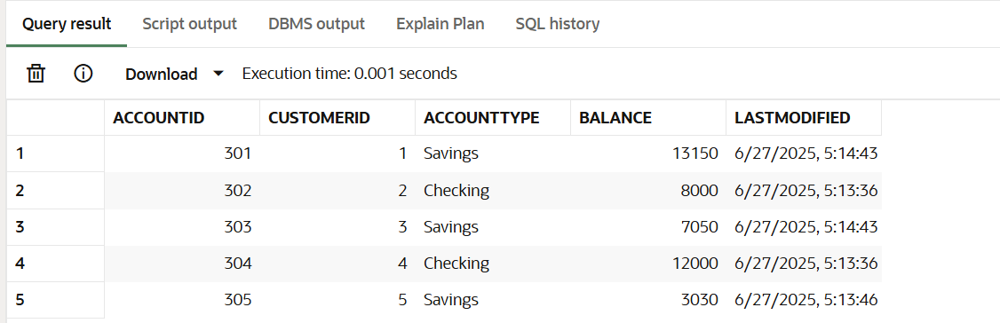 Query result Script output DBMS output Explain Plan SQL history
Download Execution time: 0.001 seconds
ACCOUNTID CUSTOMERID ACCOUNTTYPE BALANCE LASTMODIFIED
1 301 1 Savings 13150 6/27/2025, 5:14:43
2 302 2 Checking 8000 6/27/2025, 5:13:36
3 303 3 Savings 7050 6/27/2025, 5:14:43
4 304 4 Checking 12000 6/27/2025, 5:13:36
5 305 5 Savings 3030 6/27/2025, 5:13:46